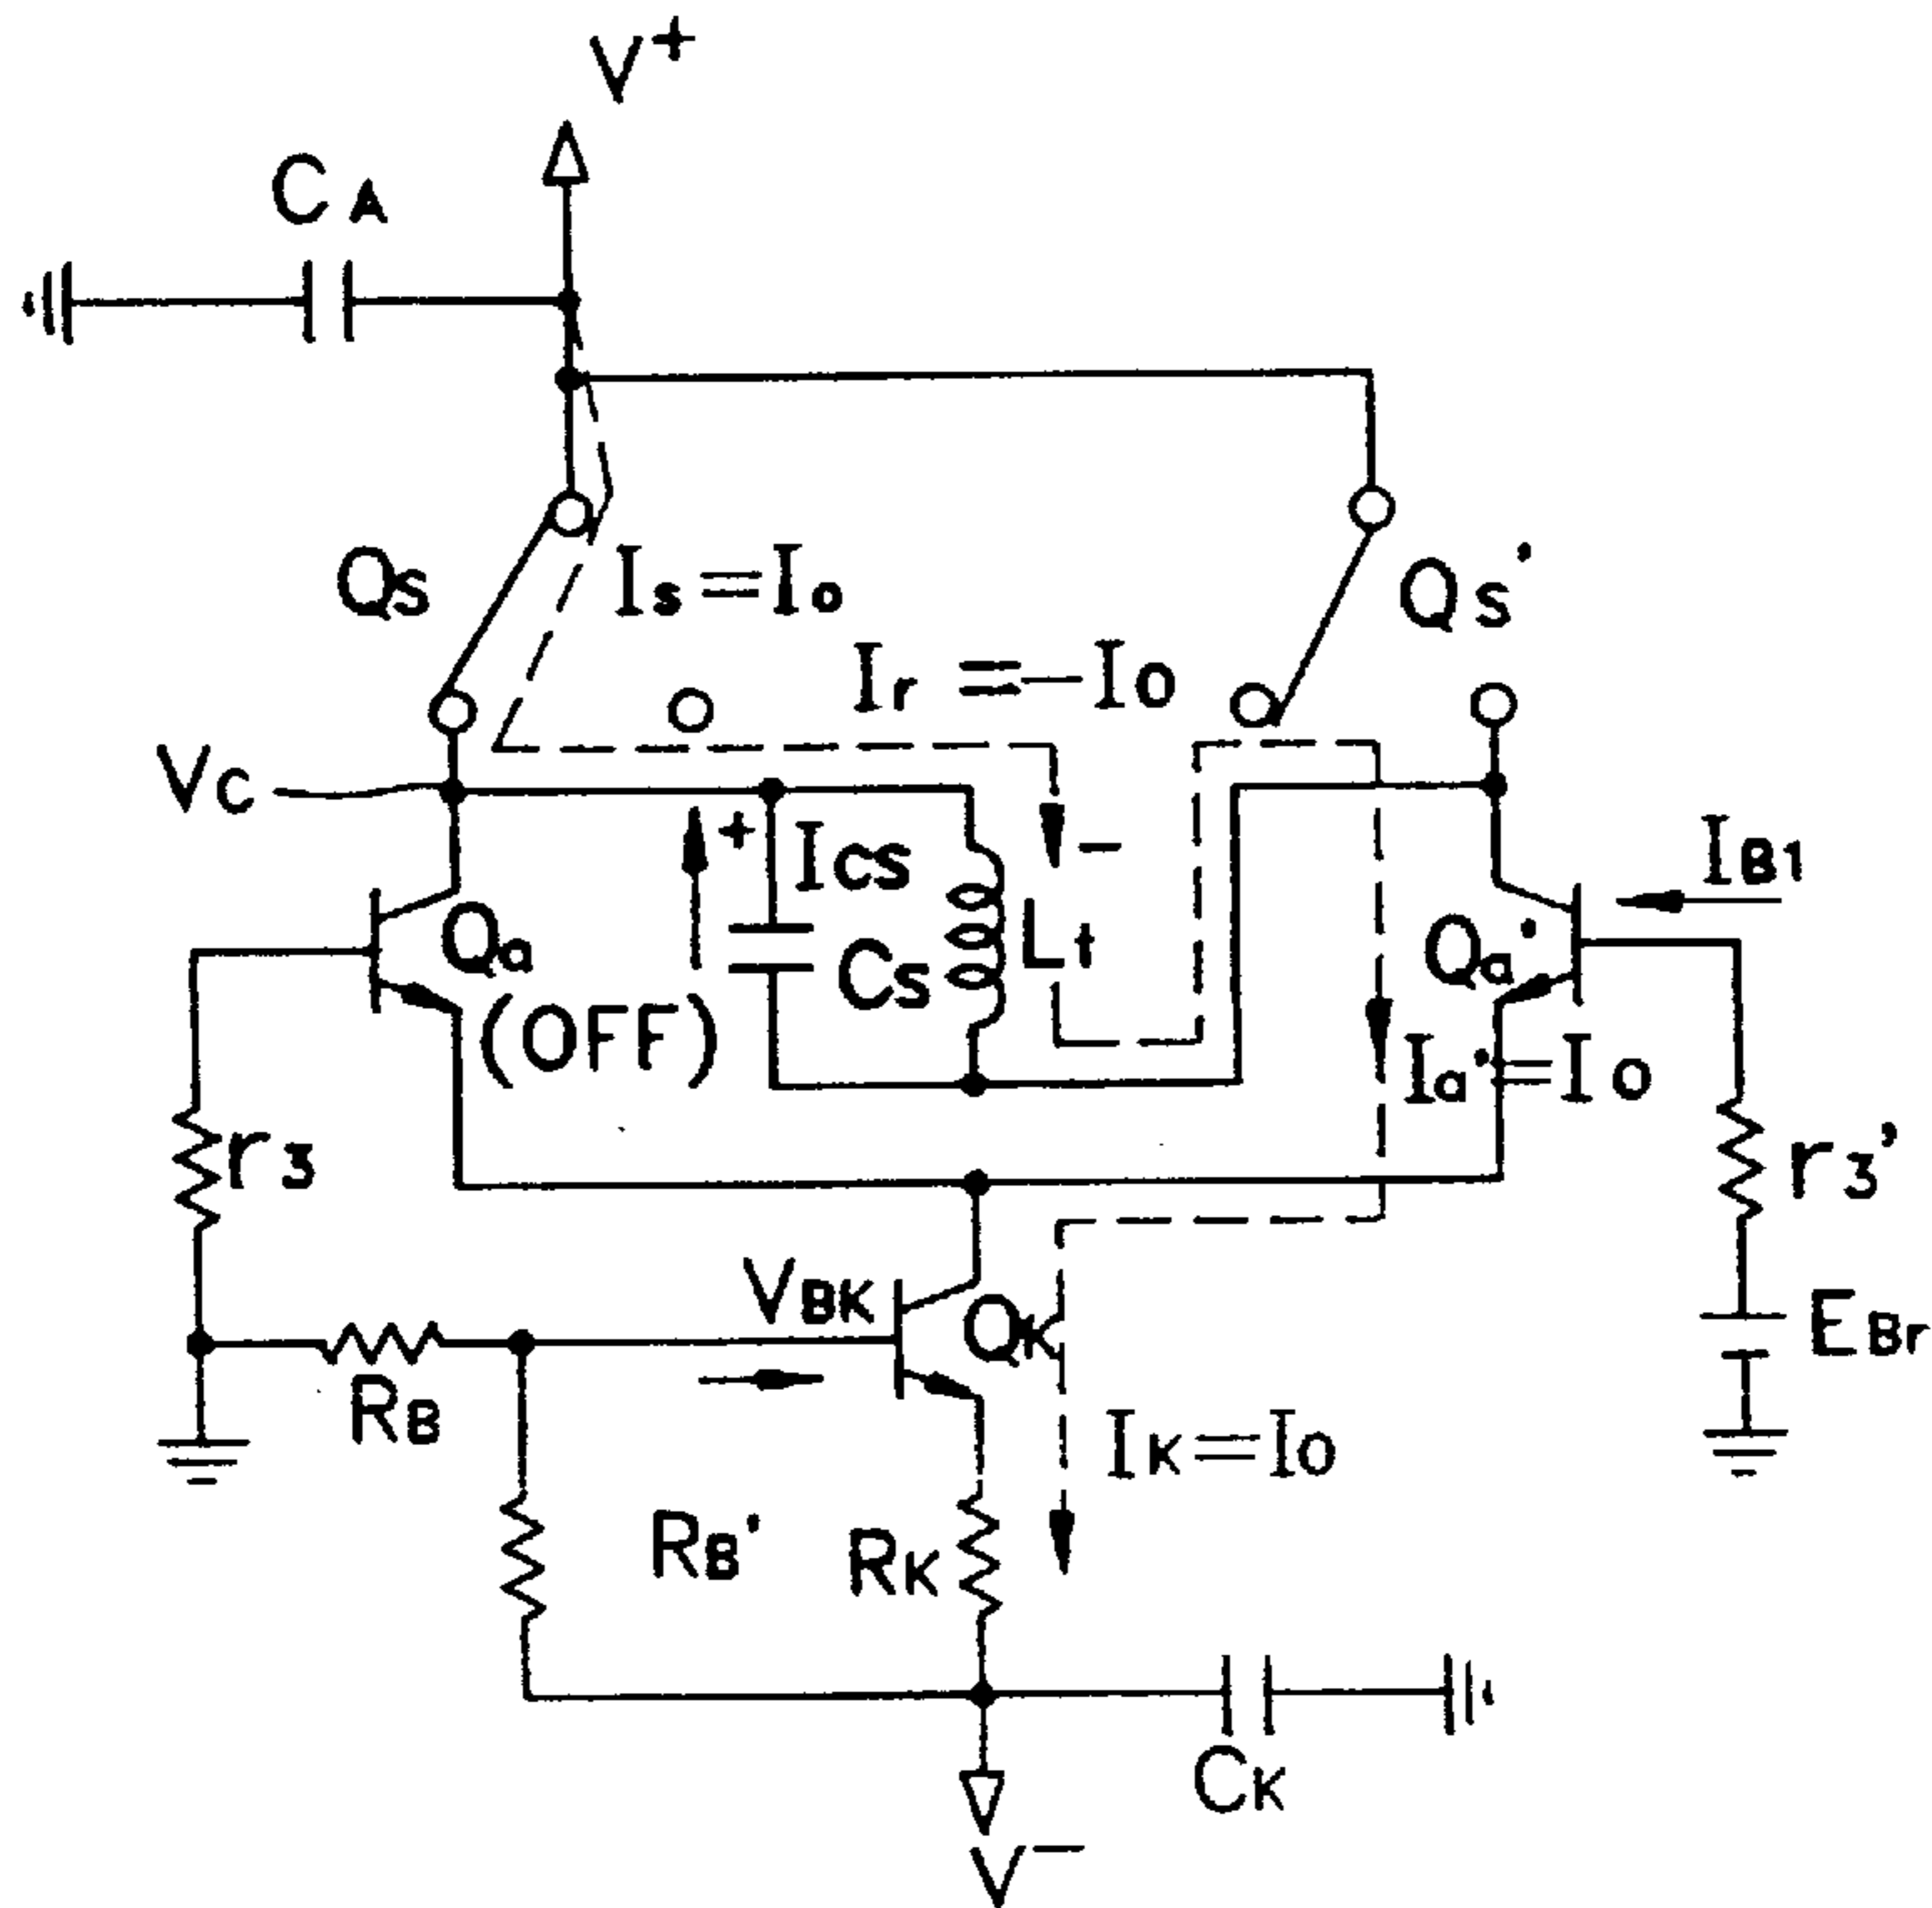 V+
CA
Qs
Is=Io
Qs'
Ir=-Io
Vc
+
Ics
-
IB1
Qa
Cs
Lt
Qa'
(OFF)
Ia'=Io
r3
r3'
VBK
QK
EBr
RB
IK=Io
RB'
RK
CK
V-